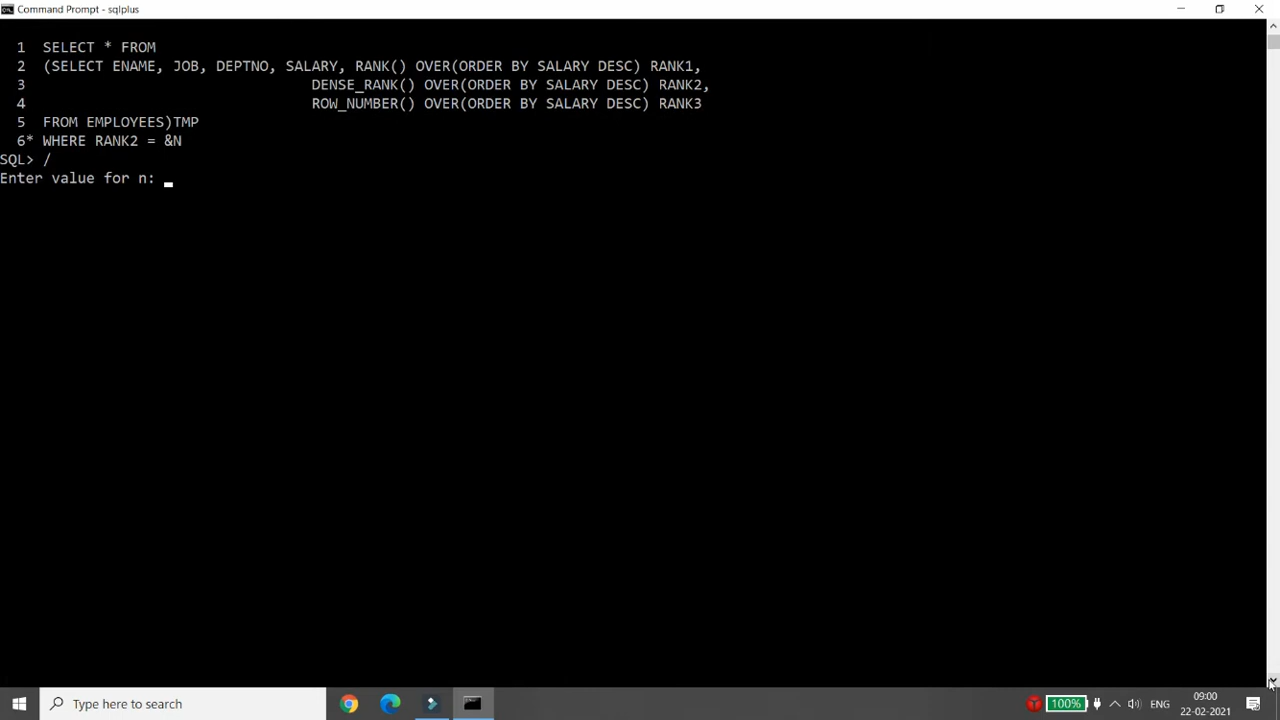 Command Prompt - sqlplus
1 SELECT * FROM
2 (SELECT ENAME, JOB, DEPTNO, SALARY, RANK() OVER(ORDER BY SALARY DESC) RANK1,
3 DENSE_RANK() OVER(ORDER BY SALARY DESC) RANK2,
4 ROW_NUMBER() OVER(ORDER BY SALARY DESC) RANK3
5 FROM EMPLOYEES)TMP
6* WHERE RANK2 = &N
SQL> /
Enter value for n:
Type here to search
100%
ENG
09:00
22-02-2021